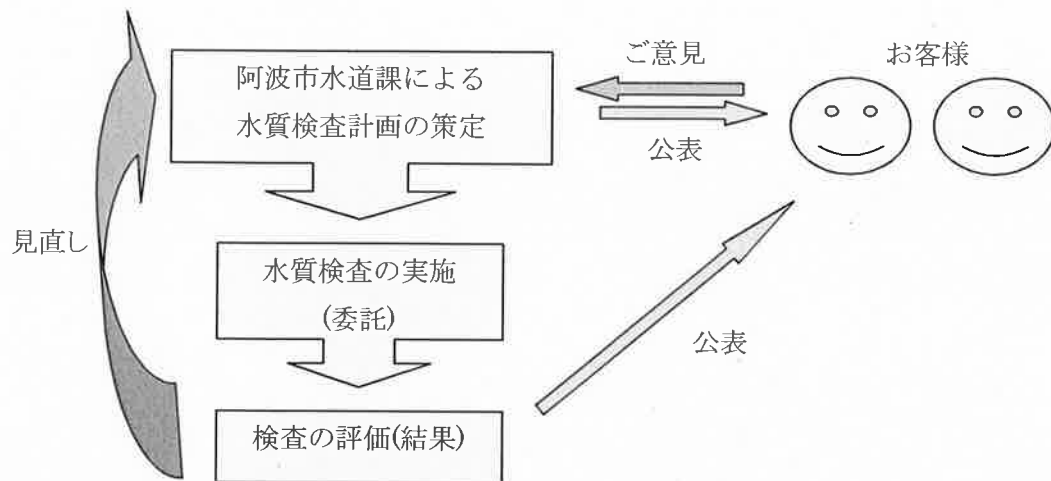 ご意見
お客様
阿波市水道課による
水質検査計画の策定
公表
見直し
水質検査の実施
(委託)
公表
検査の評価(結果)